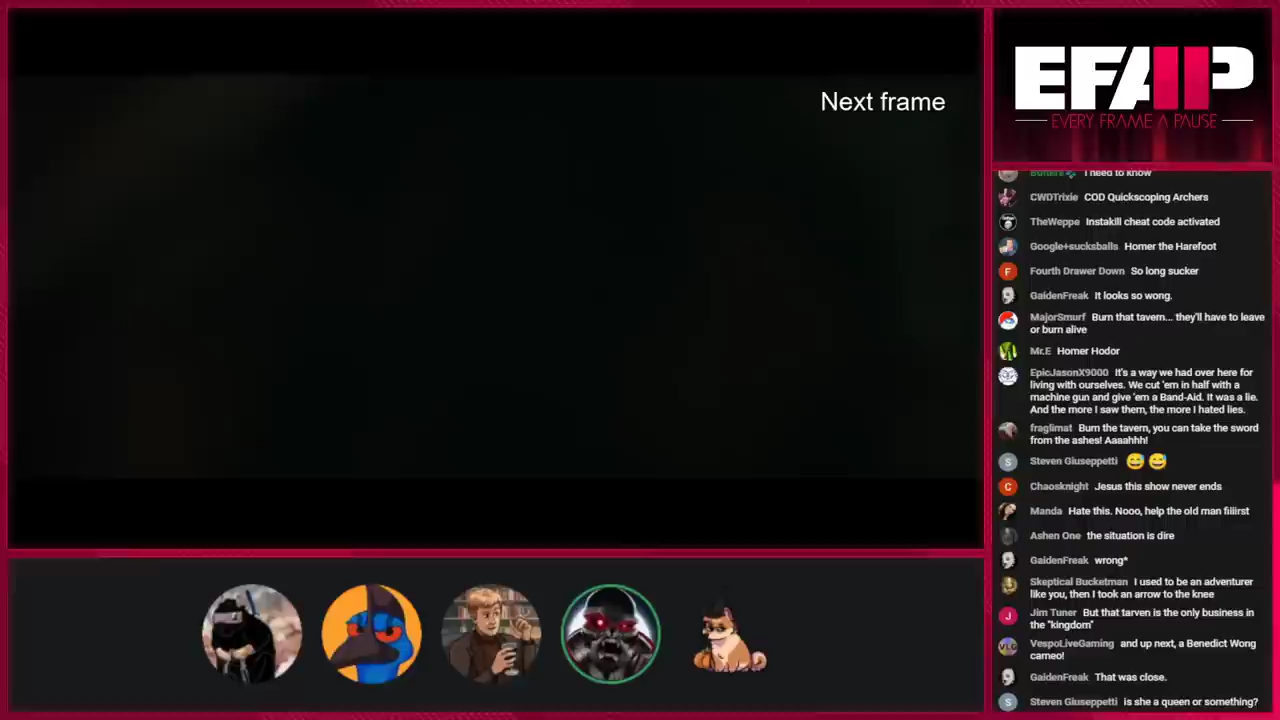 Next frame
EFAP
EVERY FRAME A PAUSE
I need to know
CWDTrixie COD Quickscoping Archers
TheWeppe Instakill cheat code activated
Google+sucksballs Homer the Harefoot
F
Fourth Drawer Down So long sucker
GaidenFreak It looks so wong.
MajorSmurf Burn that tavern... they'll have to leave
or burn alive
Mr.E Homer Hodor
EpicJasonX9000 It's a way we had over here for
living with ourselves. We cut 'em in half with a
machine gun and give 'em a Band-Aid. It was a lie.
And the more I saw them, the more I hated lies.
fraglimat Burn the tavern, you can take the sword
from the ashes! Aaaahhh!
S
Steven Giuseppetti 😅 😅
C
Chaosknight Jesus this show never ends
Manda Hate this. Nooo, help the old man fiiiirst
Ashen One the situation is dire
GaidenFreak wrong*
Skeptical Bucketman I used to be an adventurer
like you, then I took an arrow to the knee
J
Jim Tuner But that tarven is the only business in
the "kingdom"
VLG
VespoLiveGaming and up next, a Benedict Wong
cameo!
GaidenFreak That was close.
S
Steven Giuseppetti is she a queen or something?